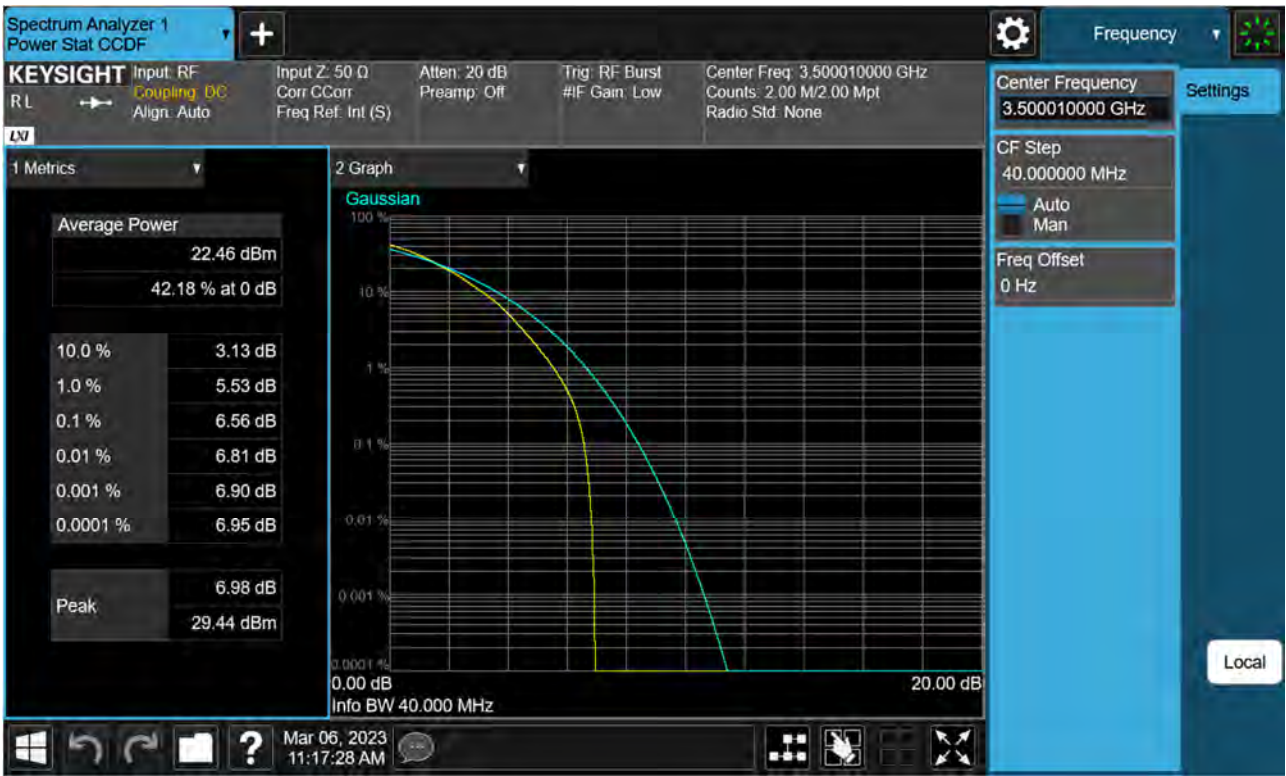 Spectrum Analyzer 1
Power Stat CCDF
Frequency
KEYSIGHT
Input: RF
Coupling: DC
Align: Auto
Input Z: 50 Ω
Corr CCorr
Freq Ref: Int (S)
Atten: 20 dB
Preamp: Off
Trig: RF Burst
#IF Gain: Low
Center Freq: 3.500010000 GHz
Counts: 2.00 M/2.00 Mpt
Radio Std: None
R L
LXI
Center Frequency
3.500010000 GHz
Settings
CF Step
40.000000 MHz
Auto
Man
Freq Offset
0 Hz
1 Metrics
Average Power
22.46 dBm
42.18 % at 0 dB
10.0 % 3.13 dB
1.0 % 5.53 dB
0.1 % 6.56 dB
0.01 % 6.81 dB
0.001 % 6.90 dB
0.0001 % 6.95 dB
Peak
6.98 dB
29.44 dBm
2 Graph
Gaussian
100 %
10 %
1 %
0.1 %
0.01 %
0.001 %
0.0001 %
0.00 dB 20.00 dB
Info BW 40.000 MHz
Local
Mar 06, 2023
11:17:28 AM